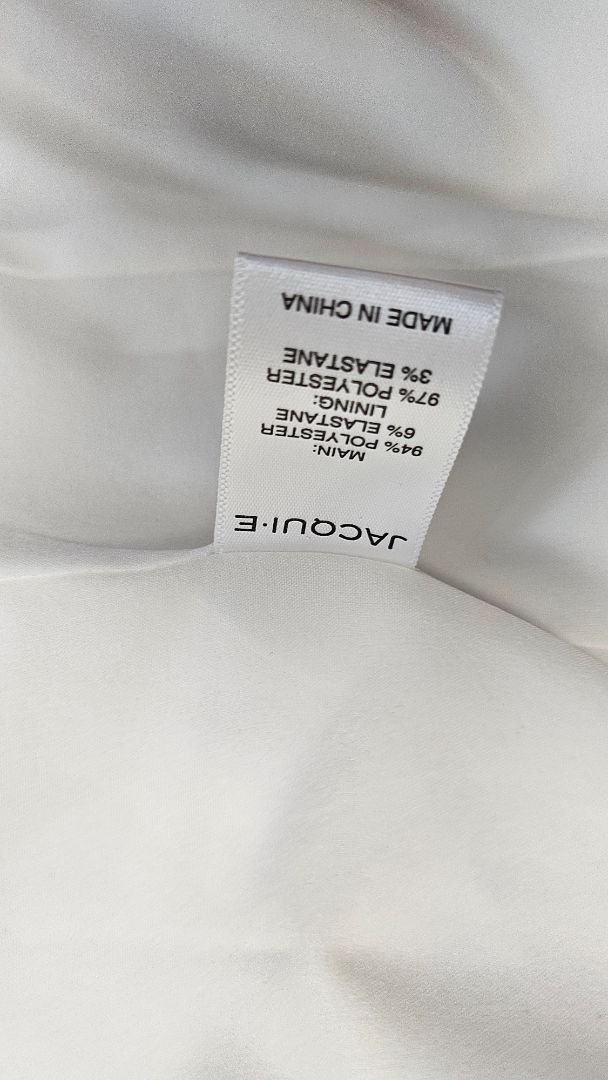 JACQUI·E
MAIN:
94% POLYESTER
6% ELASTANE
LINING:
97% POLYESTER
3% ELASTANE
MADE IN CHINA